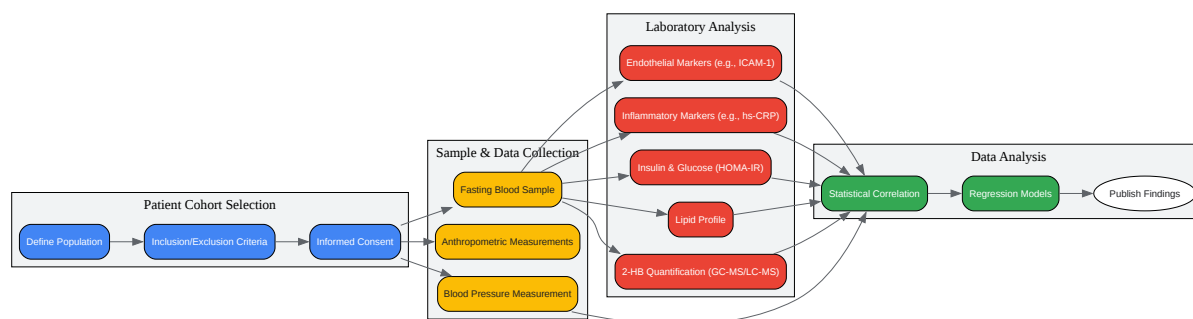 Patient Cohort Selection
Define Population
Inclusion/Exclusion Criteria
Informed Consent
Sample & Data Collection
Fasting Blood Sample
Anthropometric Measurements
Blood Pressure Measurement
Laboratory Analysis
Endothelial Markers (e.g., ICAM-1)
Inflammatory Markers (e.g., hs-CRP)
Insulin & Glucose (HOMA-IR)
Lipid Profile
2-HB Quantification (GC-MS/LC-MS)
Data Analysis
Statistical Correlation
Regression Models
Publish Findings